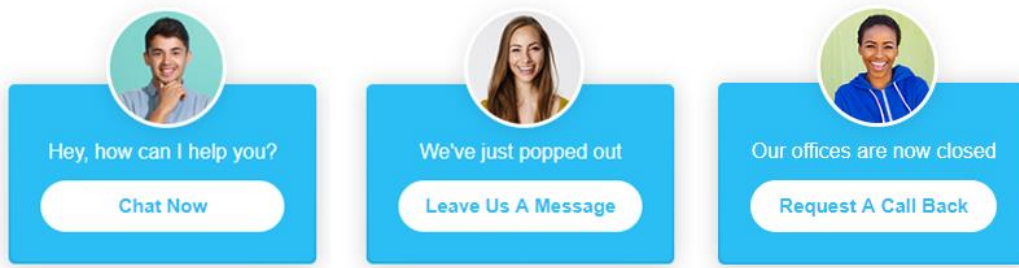 Hey, how can I help you?
Chat Now
We've just popped out
Leave Us A Message
Our offices are now closed
Request A Call Back